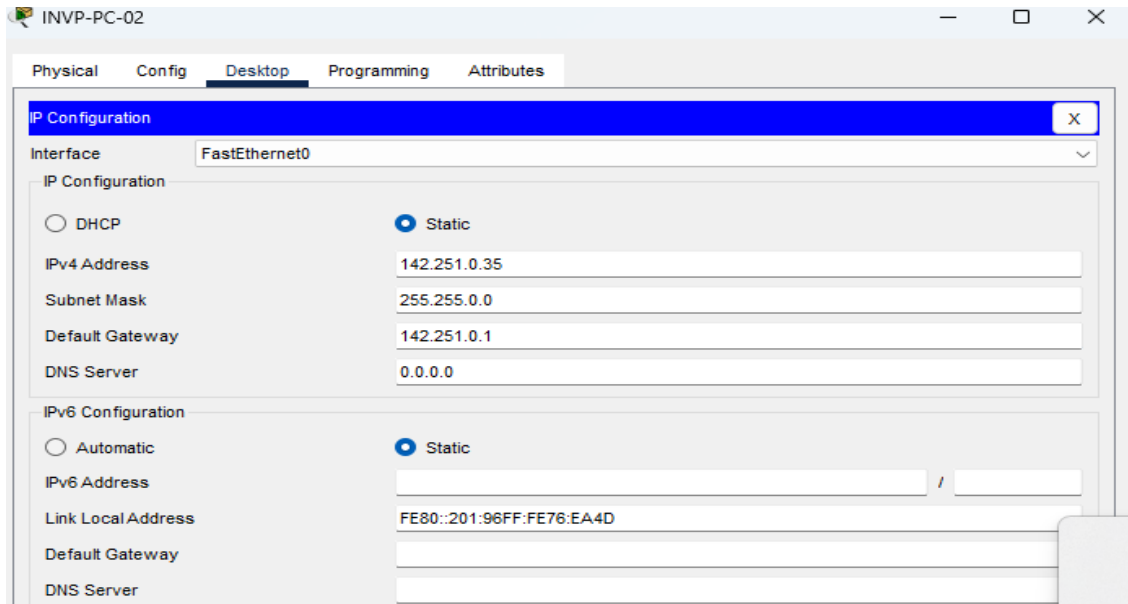 INVP-PC-02
Physical Config Desktop Programming Attributes
IP Configuration X
Interface FastEthernet0
IP Configuration
DHCP Static
IPv4 Address 142.251.0.35
Subnet Mask 255.255.0.0
Default Gateway 142.251.0.1
DNS Server 0.0.0.0
IPv6 Configuration
Automatic Static
IPv6 Address /
Link Local Address FE80::201:96FF:FE76:EA4D
Default Gateway
DNS Server